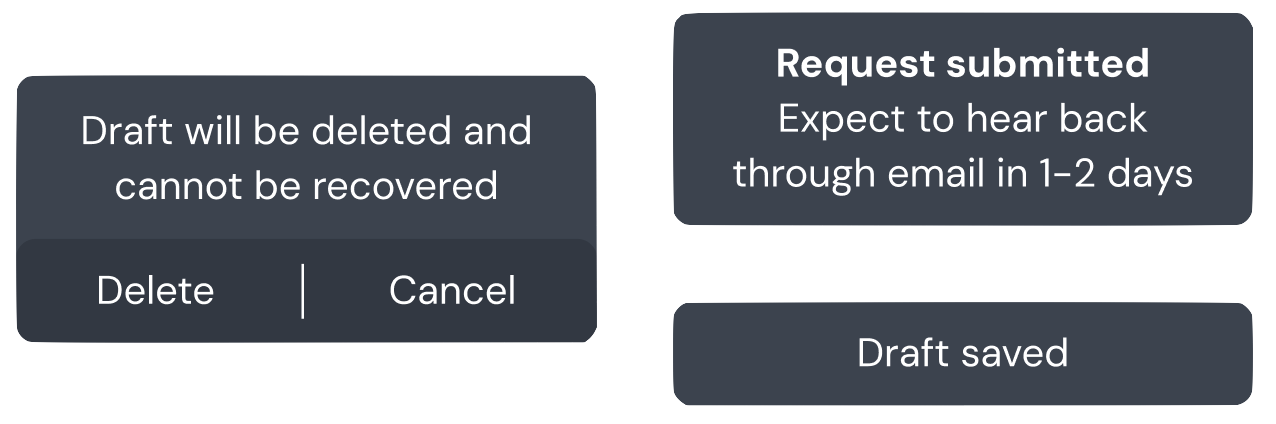 Draft will be deleted and
cannot be recovered
Delete | Cancel
Request submitted
Expect to hear back
through email in 1-2 days
Draft saved